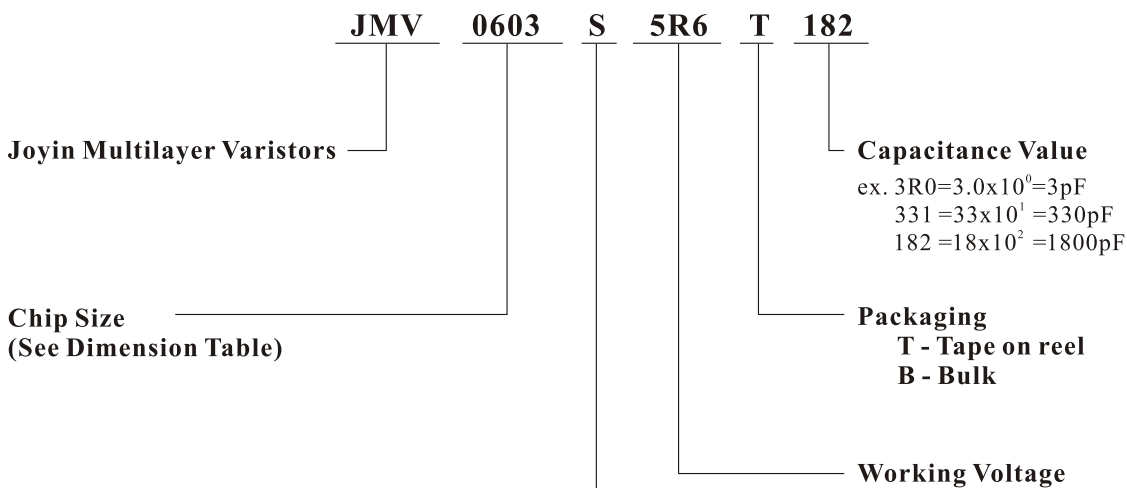 JMV 0603 S 5R6 T 182
Joyin Multilayer Varistors
Capacitance Value
ex. 3R0=3.0x10⁰=3pF
331 =33x10¹ =330pF
182 =18x10² =1800pF
Chip Size
(See Dimension Table)
Packaging
T - Tape on reel
B - Bulk
Working Voltage